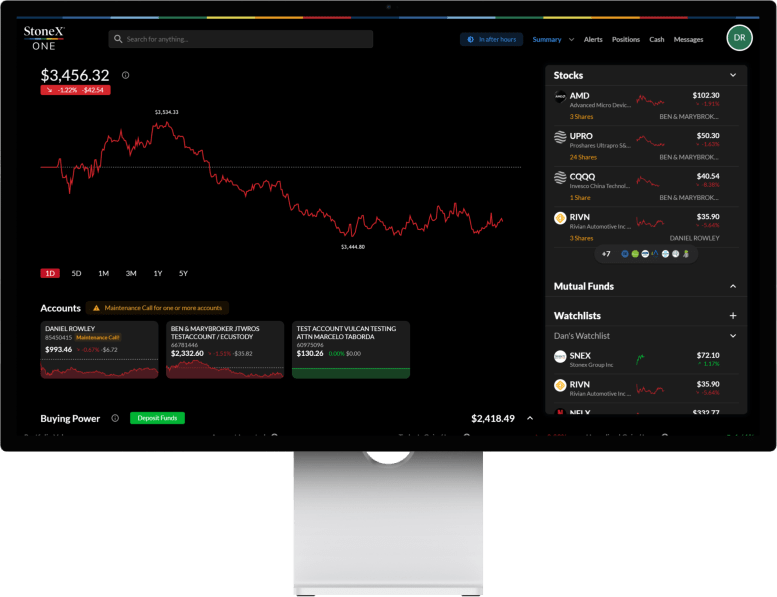 StoneX
ONE
Search for anything...
In after hours
Summary
Alerts
Positions
Cash
Messages
DR
$3,456.32
-1.22% -$42.54
$3,534.33
$3,444.80
1D 5D 1M 3M 1Y 5Y
Accounts
Maintenance Call for one or more accounts
DANIEL ROWLEY
85450415 Maintenance Call!
$993.46 -0.67% -$6.72
BEN & MARYBROKER JTWROS
TESTACCOUNT / ECUSTODY
66781446
$2,332.60 -1.51% -$35.82
TEST ACCOUNT VULCAN TESTING
ATTN MARCELO TABORDA
60975096
$130.26 0.00% $0.00
Buying Power
Deposit Funds
$2,418.49
Stocks
AMD $102.30
Advanced Micro Devic... -1.91%
3 Shares BEN & MARYBROK...
UPRO $50.30
Proshares Ultrapro S&... -1.63%
24 Shares BEN & MARYBROK...
CQQQ $40.54
Invesco China Technol... -8.38%
1 Share BEN & MARYBROK...
RIVN $35.90
Rivian Automotive Inc ... -5.64%
3 Shares DANIEL ROWLEY
+7
Mutual Funds
Watchlists
Dan's Watchlist
SNEX $72.10
Stonex Group Inc 1.17%
RIVN $35.90
Rivian Automotive Inc ... -5.64%
NFLX $332.77